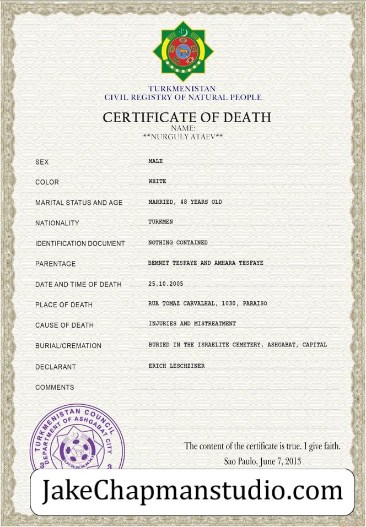 TURKMENISTAN
CIVIL REGISTRY OF NATURAL PEOPLE
CERTIFICATE OF DEATH
NAME:
**NURGULY ATAEV**
SEX MALE
COLOR WHITE
MARITAL STATUS AND AGE MARRIED, 48 YEARS OLD
NATIONALITY TURKMEN
IDENTIFICATION DOCUMENT NOTHING CONTAINED
PARENTAGE DEMMET TESFAYE AND AMHARA TESFAYE
DATE AND TIME OF DEATH 25.10.2005
PLACE OF DEATH RUA TOMAZ CARVALHAL, 1030, PARAISO
CAUSE OF DEATH INJURIES AND MISTREATMENT
BURIAL/CREMATION BURIED IN THE ISRAELITE CEMETERY, ASHGABAT, CAPITAL
DECLARANT ERICH LESCHZINER
COMMENTS
TURKMENISTAN COUNCIL
DEPARTMENT OF ASHGABAT CITY
The content of the certificate is true. I give faith.
Sao Paulo, June 7, 2013
JakeChapmanstudio.com